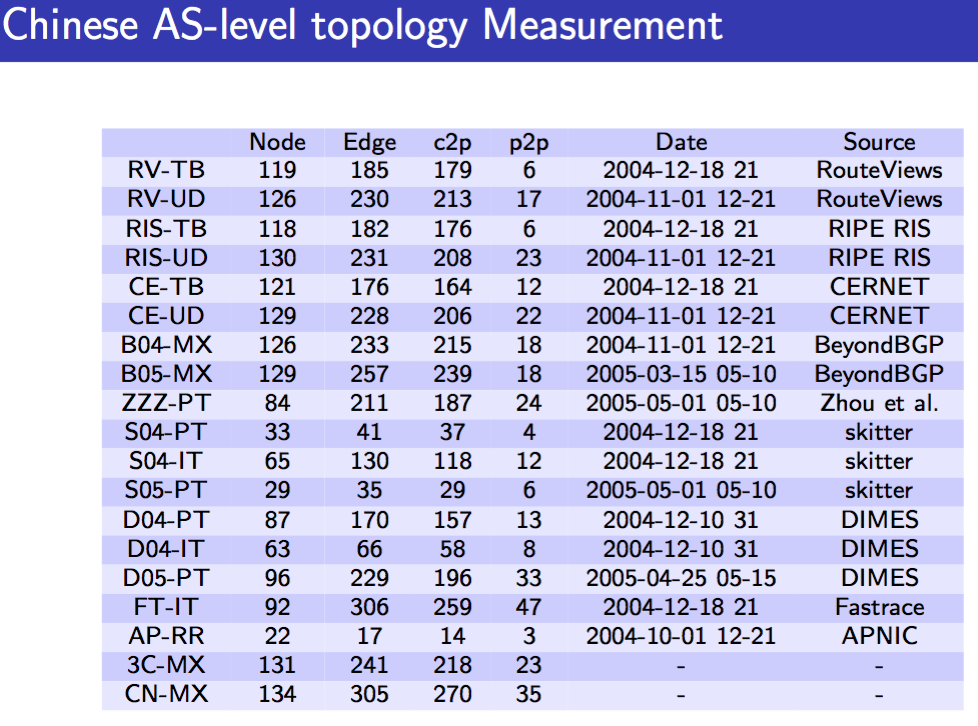 Chinese AS-level topology Measurement
Node Edge c2p p2p Date Source
RV-TB 119 185 179 6 2004-12-18 21 RouteViews
RV-UD 126 230 213 17 2004-11-01 12-21 RouteViews
RIS-TB 118 182 176 6 2004-12-18 21 RIPE RIS
RIS-UD 130 231 208 23 2004-11-01 12-21 RIPE RIS
CE-TB 121 176 164 12 2004-12-18 21 CERNET
CE-UD 129 228 206 22 2004-11-01 12-21 CERNET
B04-MX 126 233 215 18 2004-11-01 12-21 BeyondBGP
B05-MX 129 257 239 18 2005-03-15 05-10 BeyondBGP
ZZZ-PT 84 211 187 24 2005-05-01 05-10 Zhou et al.
S04-PT 33 41 37 4 2004-12-18 21 skitter
S04-IT 65 130 118 12 2004-12-18 21 skitter
S05-PT 29 35 29 6 2005-05-01 05-10 skitter
D04-PT 87 170 157 13 2004-12-10 31 DIMES
D04-IT 63 66 58 8 2004-12-10 31 DIMES
D05-PT 96 229 196 33 2005-04-25 05-15 DIMES
FT-IT 92 306 259 47 2004-12-18 21 Fastrace
AP-RR 22 17 14 3 2004-10-01 12-21 APNIC
3C-MX 131 241 218 23 - -
CN-MX 134 305 270 35 - -